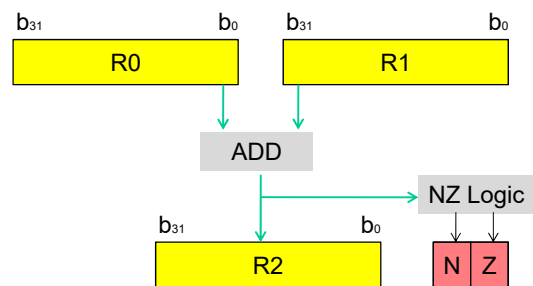 b31 b0 b31 b0
R0 R1
ADD
NZ Logic
b31 b0
R2 N Z